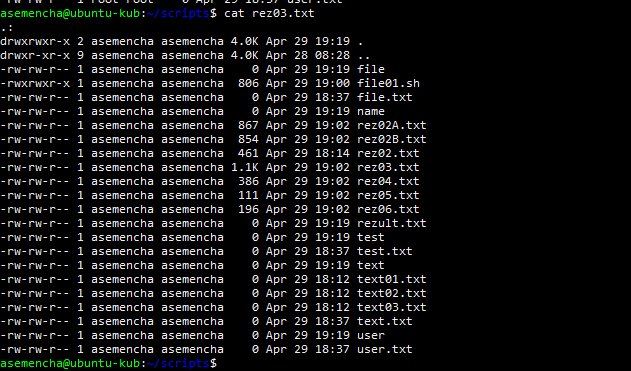 -rw-rw-r-- 1 root root 0 Apr 29 18:37 user.txt
asemencha@ubuntu-kub:~/scripts$ cat rez03.txt
.:
drwxrwxr-x 2 asemencha asemencha 4.0K Apr 29 19:19 .
drwxr-xr-x 9 asemencha asemencha 4.0K Apr 28 08:28 ..
-rw-rw-r-- 1 asemencha asemencha    0 Apr 29 19:19 file
-rwxrwxr-x 1 asemencha asemencha  806 Apr 29 19:00 file01.sh
-rw-rw-r-- 1 asemencha asemencha    0 Apr 29 18:37 file.txt
-rw-rw-r-- 1 asemencha asemencha    0 Apr 29 19:19 name
-rw-rw-r-- 1 asemencha asemencha  867 Apr 29 19:02 rez02A.txt
-rw-rw-r-- 1 asemencha asemencha  854 Apr 29 19:02 rez02B.txt
-rw-rw-r-- 1 asemencha asemencha  461 Apr 29 18:14 rez02.txt
-rw-rw-r-- 1 asemencha asemencha 1.1K Apr 29 19:02 rez03.txt
-rw-rw-r-- 1 asemencha asemencha  386 Apr 29 19:02 rez04.txt
-rw-rw-r-- 1 asemencha asemencha  111 Apr 29 19:02 rez05.txt
-rw-rw-r-- 1 asemencha asemencha  196 Apr 29 19:02 rez06.txt
-rw-rw-r-- 1 asemencha asemencha    0 Apr 29 19:19 rezult.txt
-rw-rw-r-- 1 asemencha asemencha    0 Apr 29 19:19 test
-rw-rw-r-- 1 asemencha asemencha    0 Apr 29 18:37 test.txt
-rw-rw-r-- 1 asemencha asemencha    0 Apr 29 19:19 text
-rw-rw-r-- 1 asemencha asemencha    0 Apr 29 18:12 text01.txt
-rw-rw-r-- 1 asemencha asemencha    0 Apr 29 18:12 text02.txt
-rw-rw-r-- 1 asemencha asemencha    0 Apr 29 18:12 text03.txt
-rw-rw-r-- 1 asemencha asemencha    0 Apr 29 18:37 text.txt
-rw-rw-r-- 1 asemencha asemencha    0 Apr 29 19:19 user
-rw-rw-r-- 1 asemencha asemencha    0 Apr 29 18:37 user.txt
asemencha@ubuntu-kub:~/scripts$